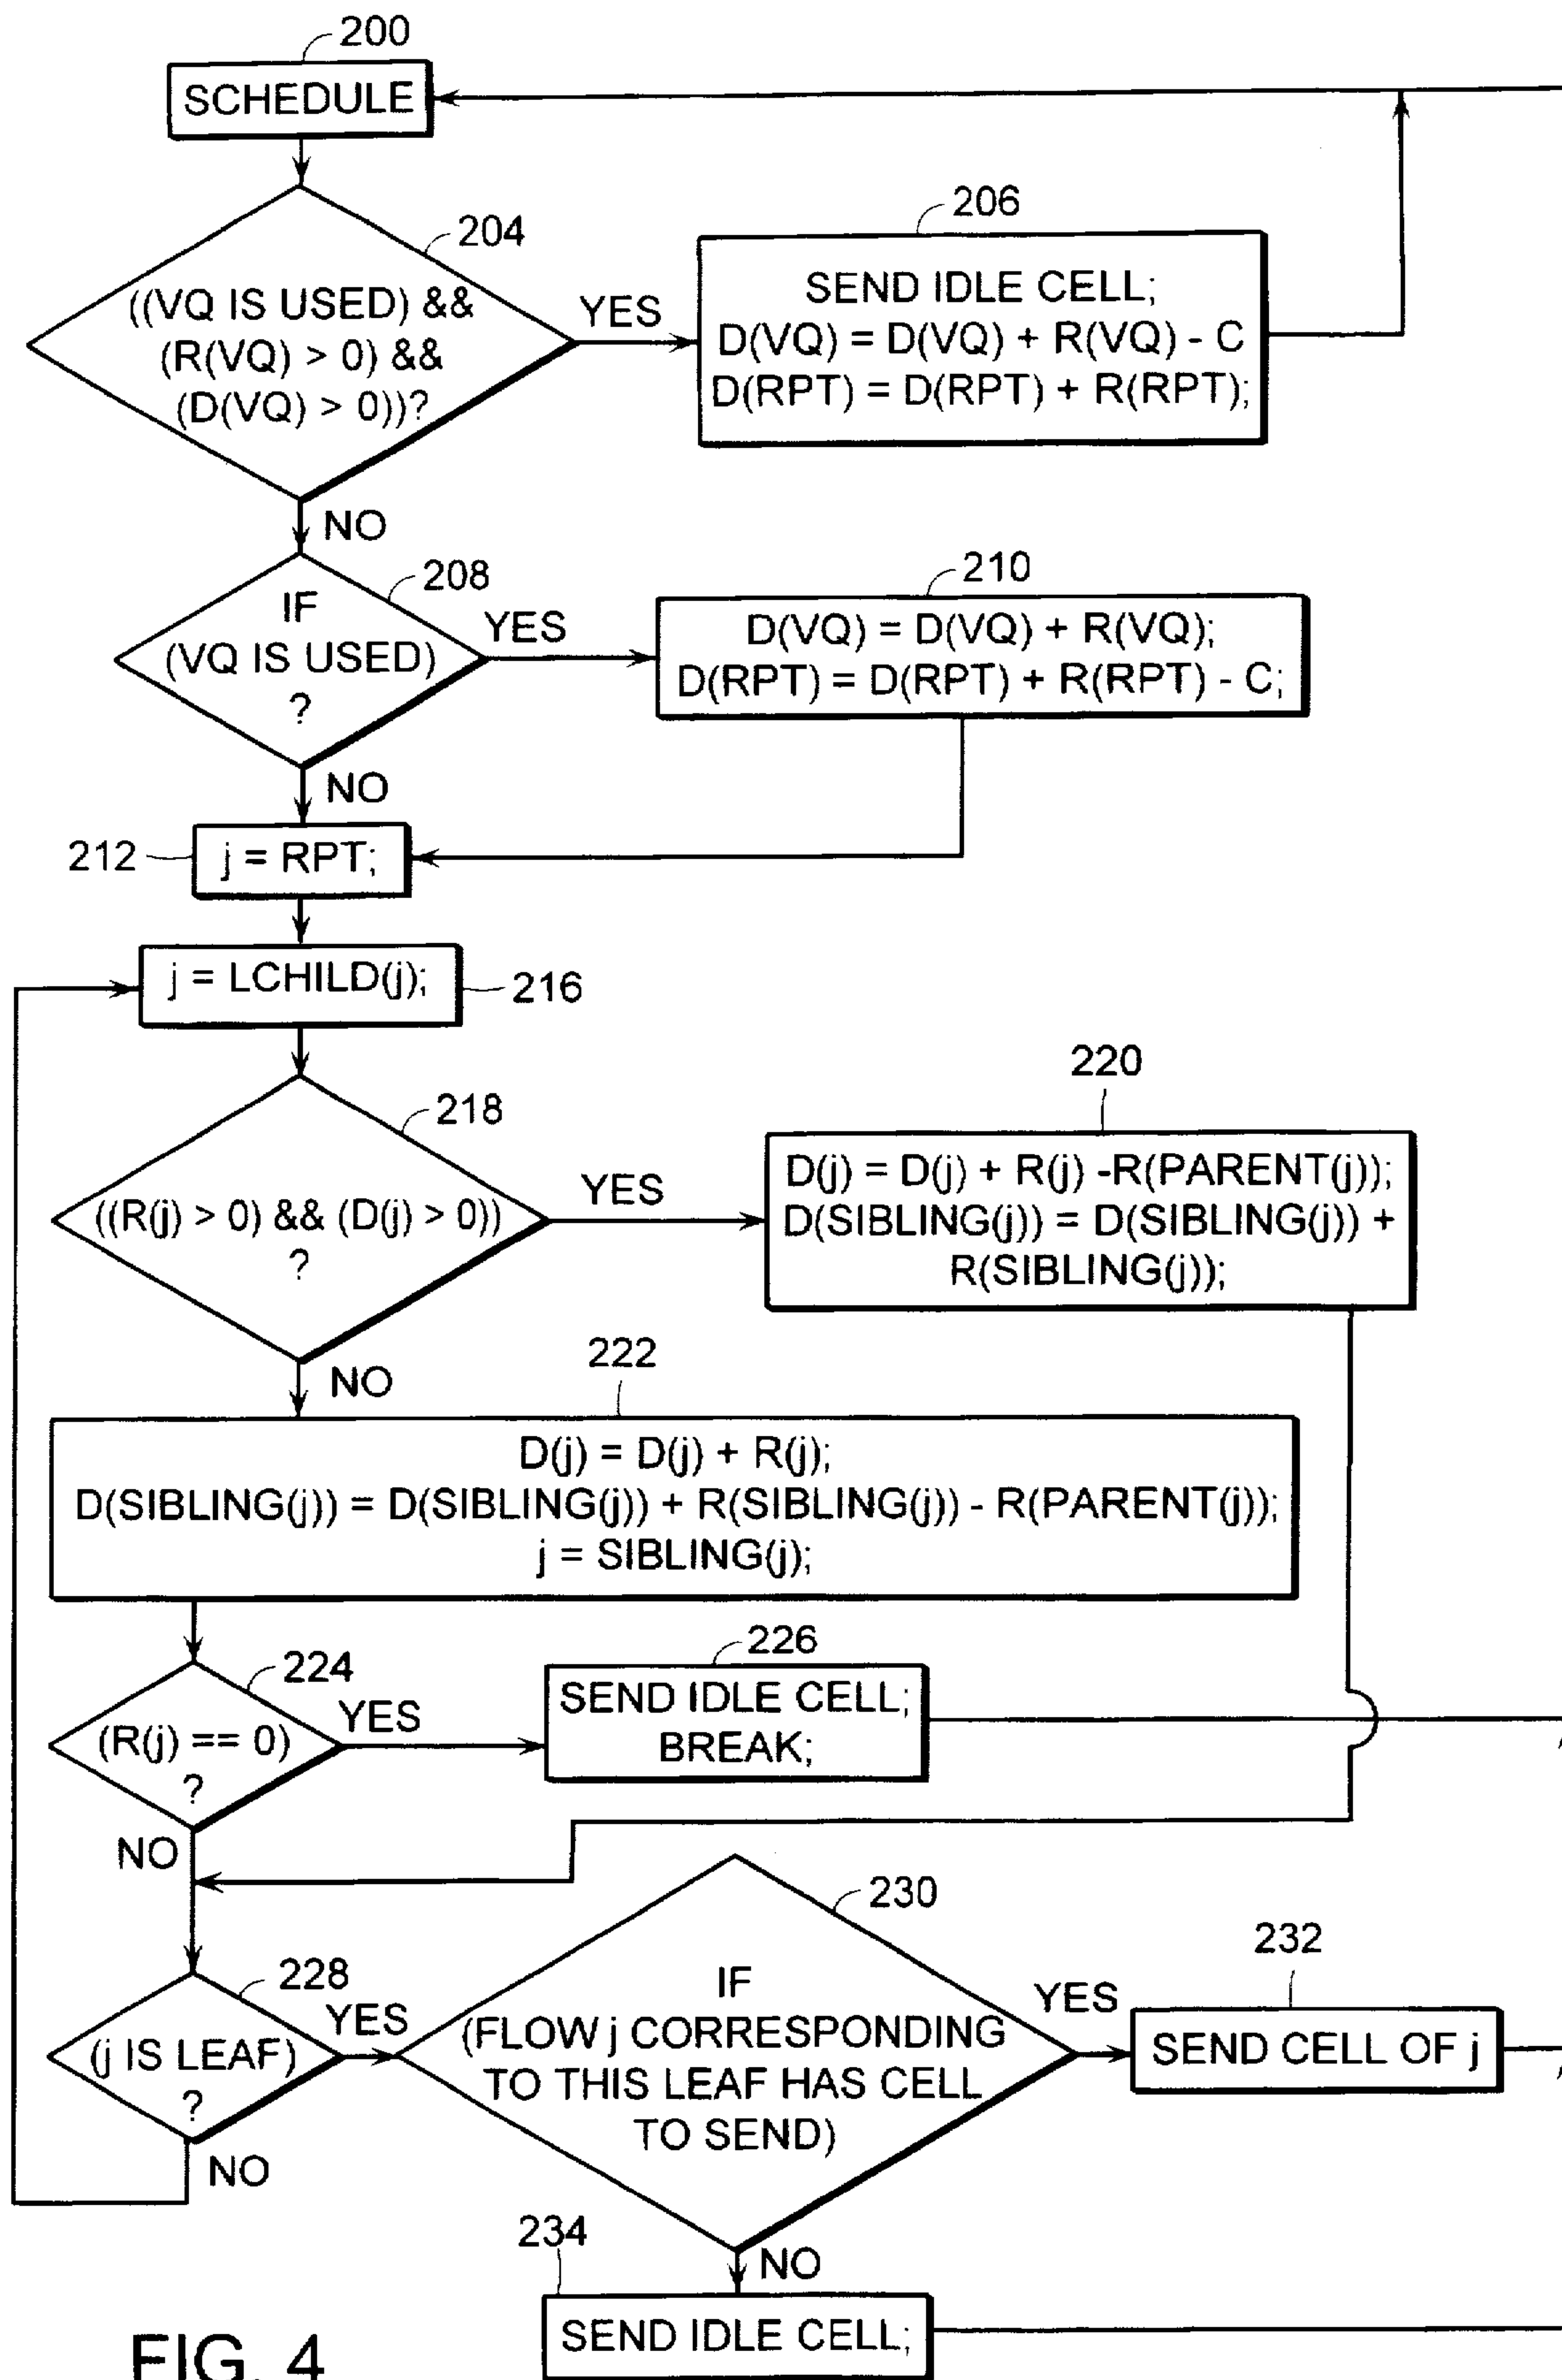 200
SCHEDULE
204
((VQ IS USED) &&
(R(VQ) > 0) &&
(D(VQ) > 0))?
YES
206
SEND IDLE CELL;
D(VQ) = D(VQ) + R(VQ) - C
D(RPT) = D(RPT) + R(RPT);
NO
208
IF
(VQ IS USED)
?
YES
210
D(VQ) = D(VQ) + R(VQ);
D(RPT) = D(RPT) + R(RPT) - C;
NO
212
j = RPT;
j = LCHILD(j);
216
218
((R(j) > 0) && (D(j) > 0))
?
YES
220
D(j) = D(j) + R(j) -R(PARENT(j));
D(SIBLING(j)) = D(SIBLING(j)) +
R(SIBLING(j));
NO
222
D(j) = D(j) + R(j);
D(SIBLING(j)) = D(SIBLING(j)) + R(SIBLING(j)) - R(PARENT(j));
j = SIBLING(j);
224
(R(j) == 0)
?
YES
226
SEND IDLE CELL;
BREAK;
NO
228
(j IS LEAF)
?
YES
230
IF
(FLOW j CORRESPONDING
TO THIS LEAF HAS CELL
TO SEND)
YES
232
SEND CELL OF j
NO
234
NO
SEND IDLE CELL;
FIG. 4